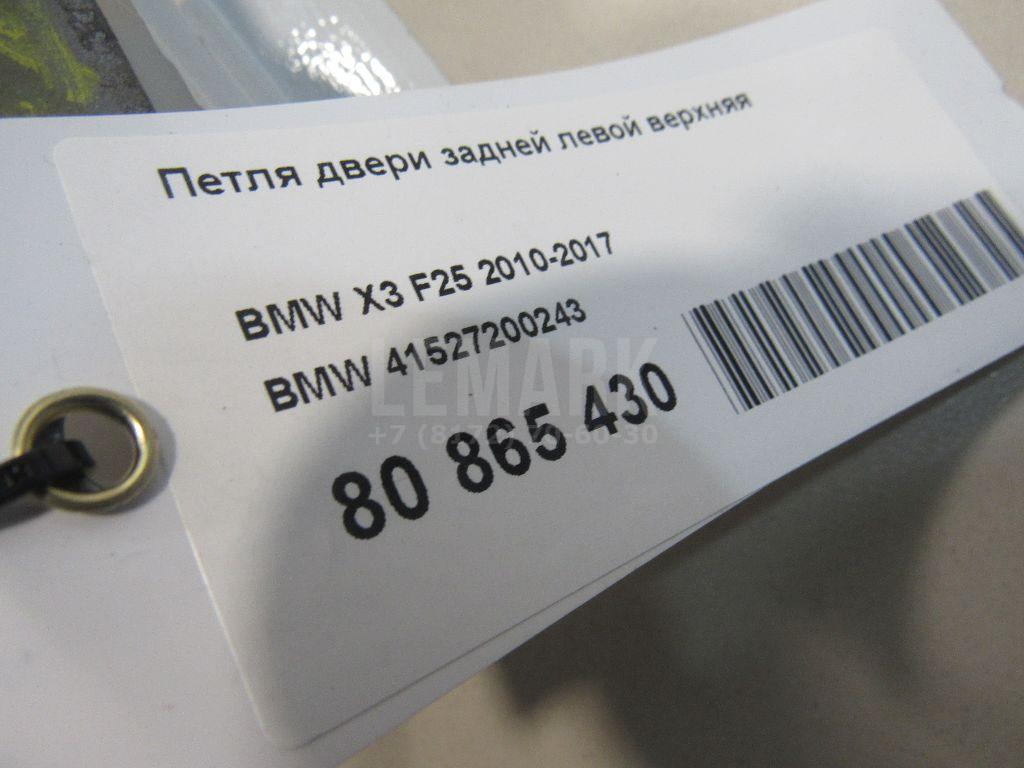 Петля двери задней левой верхняя
BMW X3 F25 2010-2017
BMW 41527200243
LEMARK
80 865 430